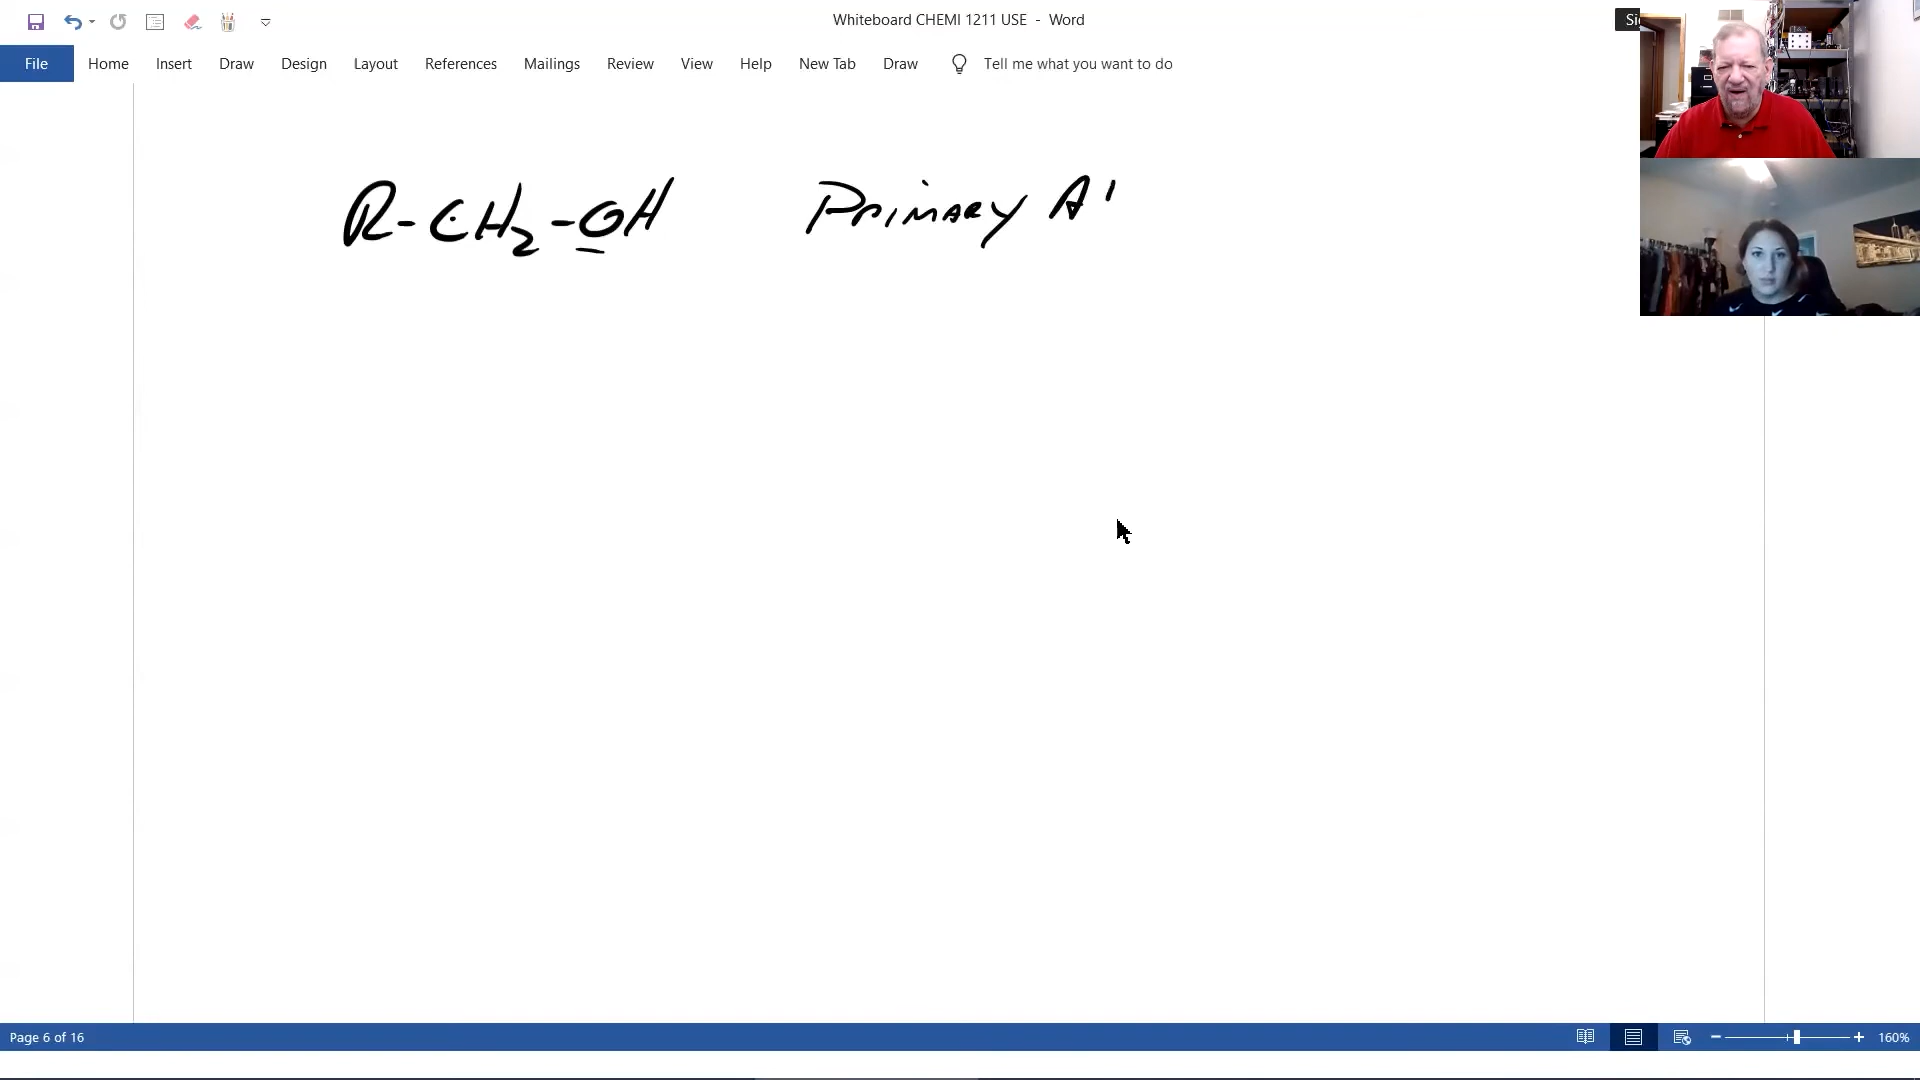 Whiteboard CHEMI 1211 USE - Word
Si
File Home Insert Draw Design Layout References Mailings Review View Help New Tab Draw Tell me what you want to do
R-CH₂-OH Primary A
Page 6 of 16
160%